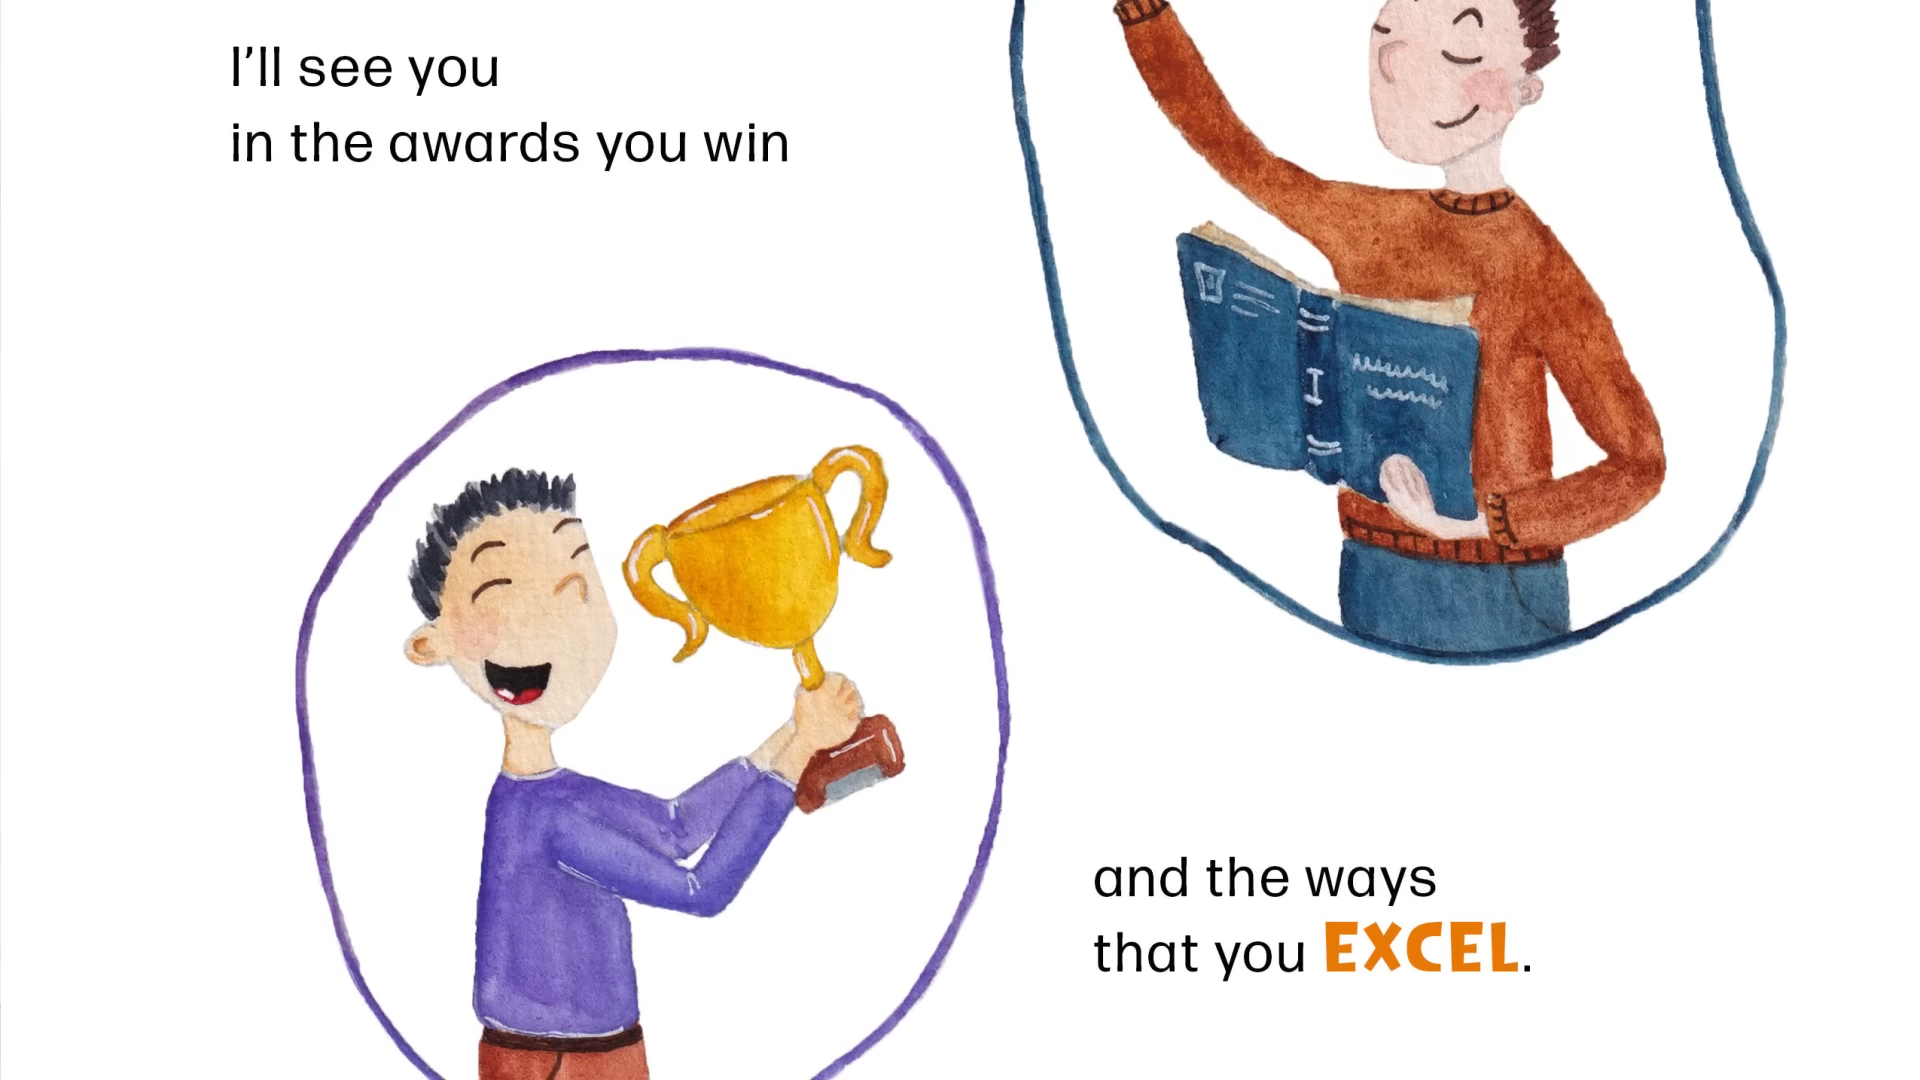 I’ll see you
in the awards you win
and the ways
that you EXCEL.